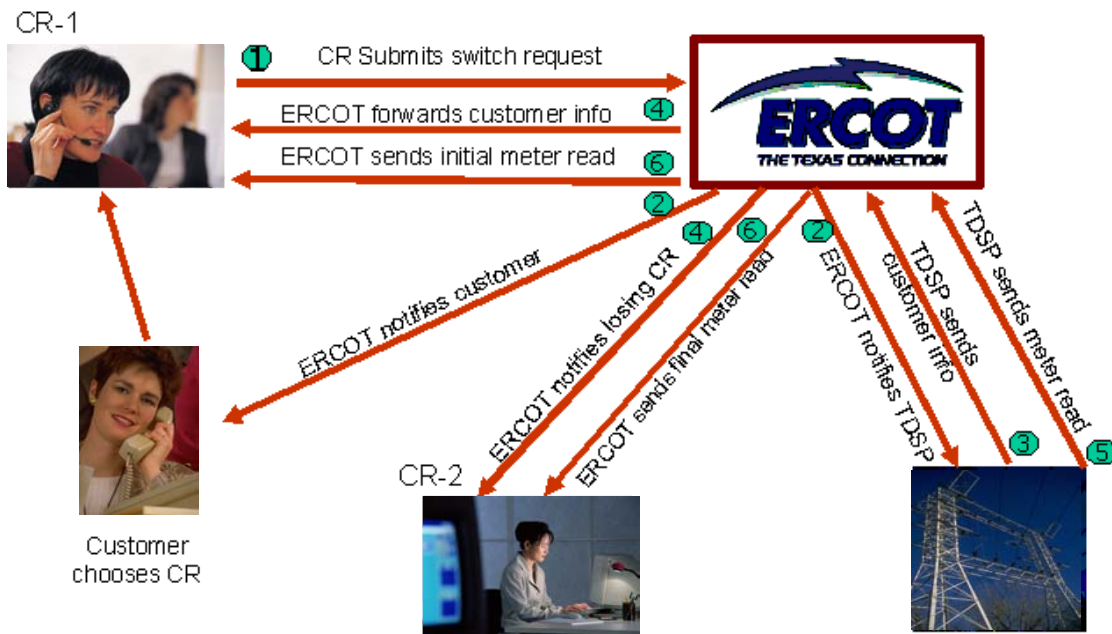 CR-1
1
CR Submits switch request
ERCOT forwards customer info
4
ERCOT sends initial meter read
6
ERCOT
THE TEXAS CONNECTION
2
ERCOT notifies customer
4
ERCOT notifies losing CR
6
ERCOT sends final meter read
2
ERCOT notifies TDSP
TDSP sends
customer info
3
TDSP sends meter read
5
CR-2
Customer
chooses CR